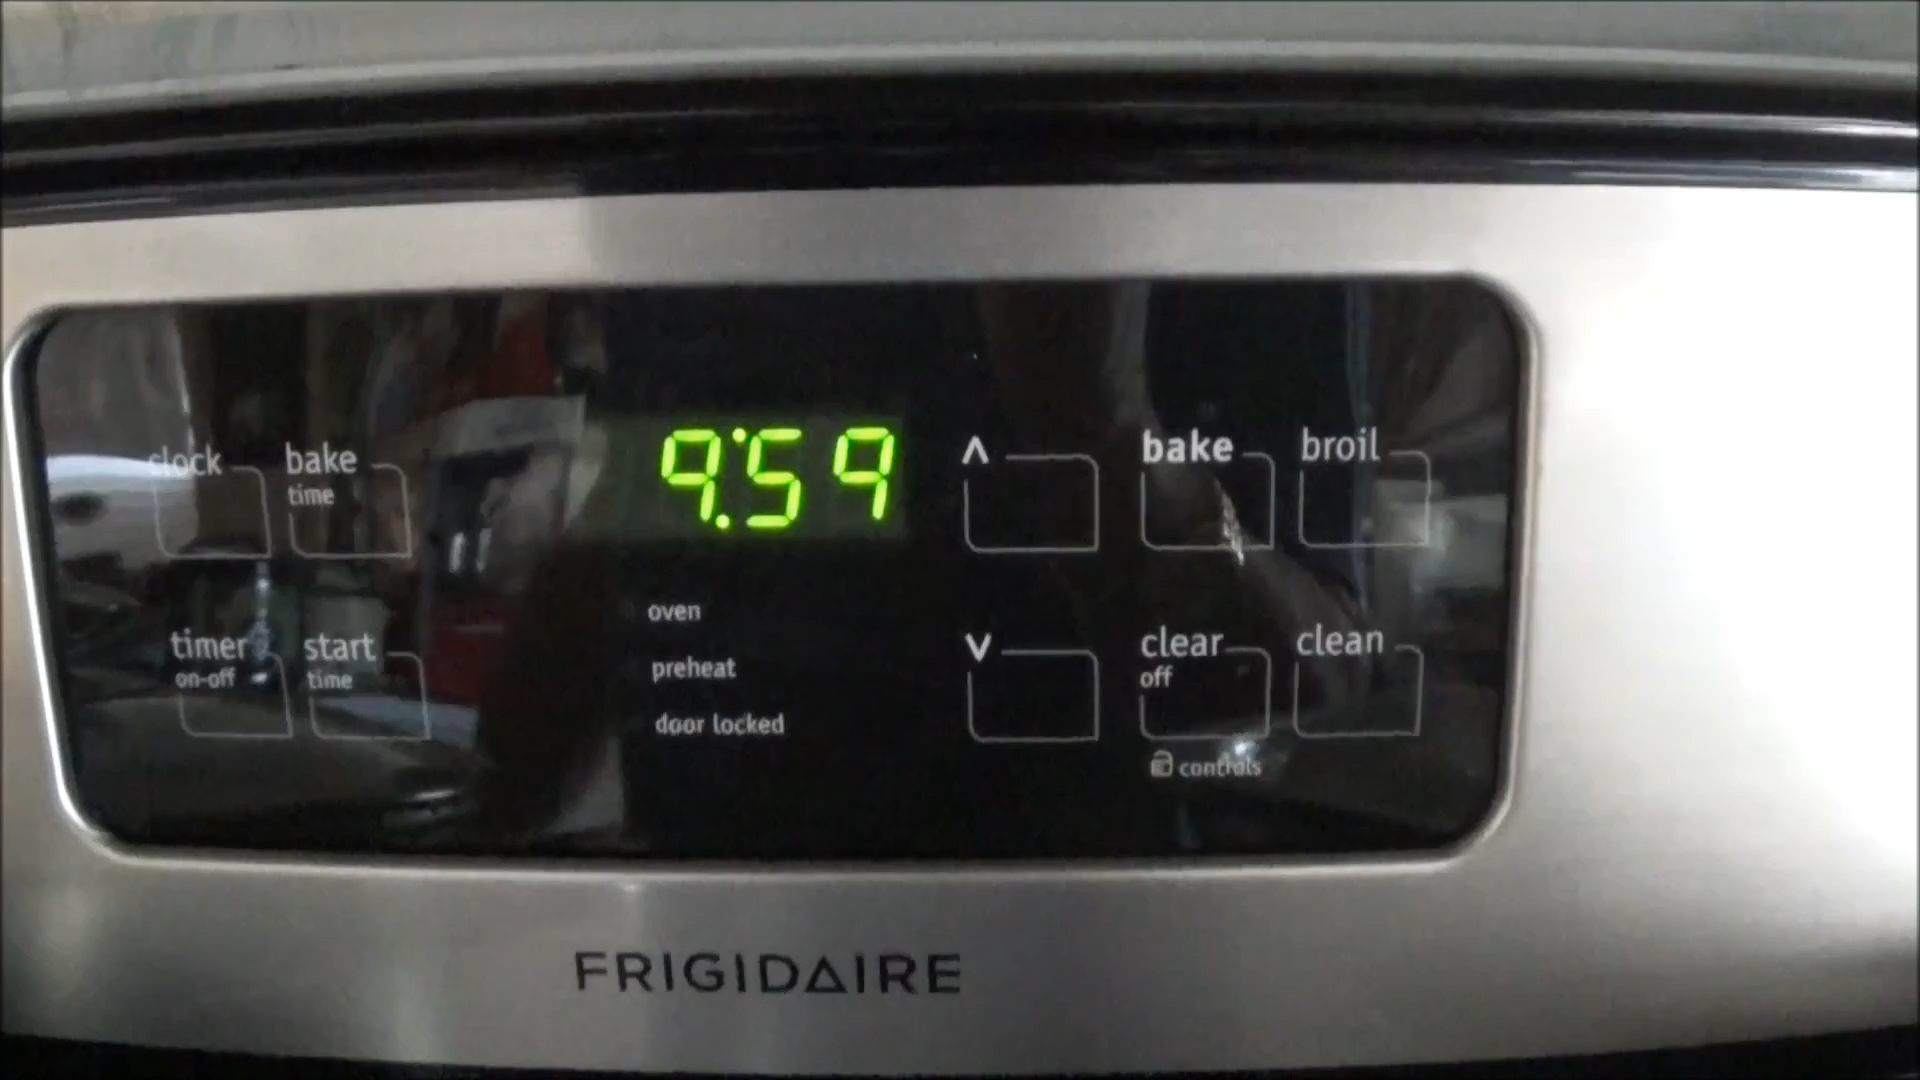 clock
bake
time
9:59
^
bake
broil
timer
on-off
start
time
oven
preheat
door locked
v
clear
off
clean
controls
FRIGIDAIRE